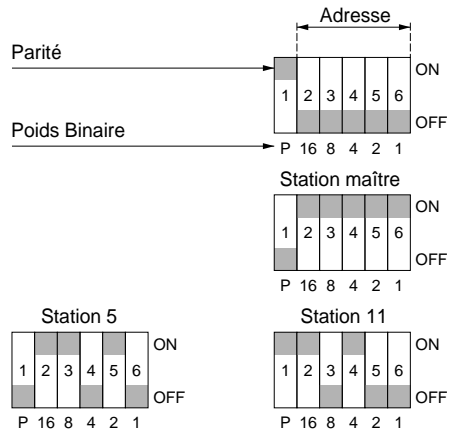 Adresse
Parité
ON
1 2 3 4 5 6
OFF
Poids Binaire
P 16 8 4 2 1
Station maître
ON
1 2 3 4 5 6
OFF
P 16 8 4 2 1
Station 5
ON
1 2 3 4 5 6
OFF
P 16 8 4 2 1
Station 11
ON
1 2 3 4 5 6
OFF
P 16 8 4 2 1